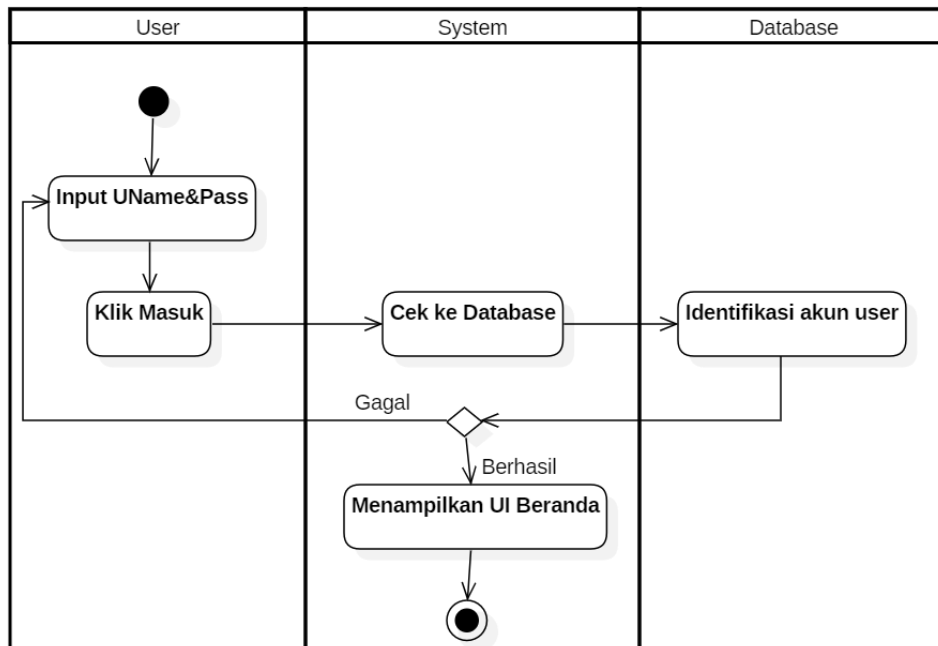 User
System
Database
Input UName&Pass
Klik Masuk
Cek ke Database
Identifikasi akun user
Gagal
Berhasil
Menampilkan UI Beranda